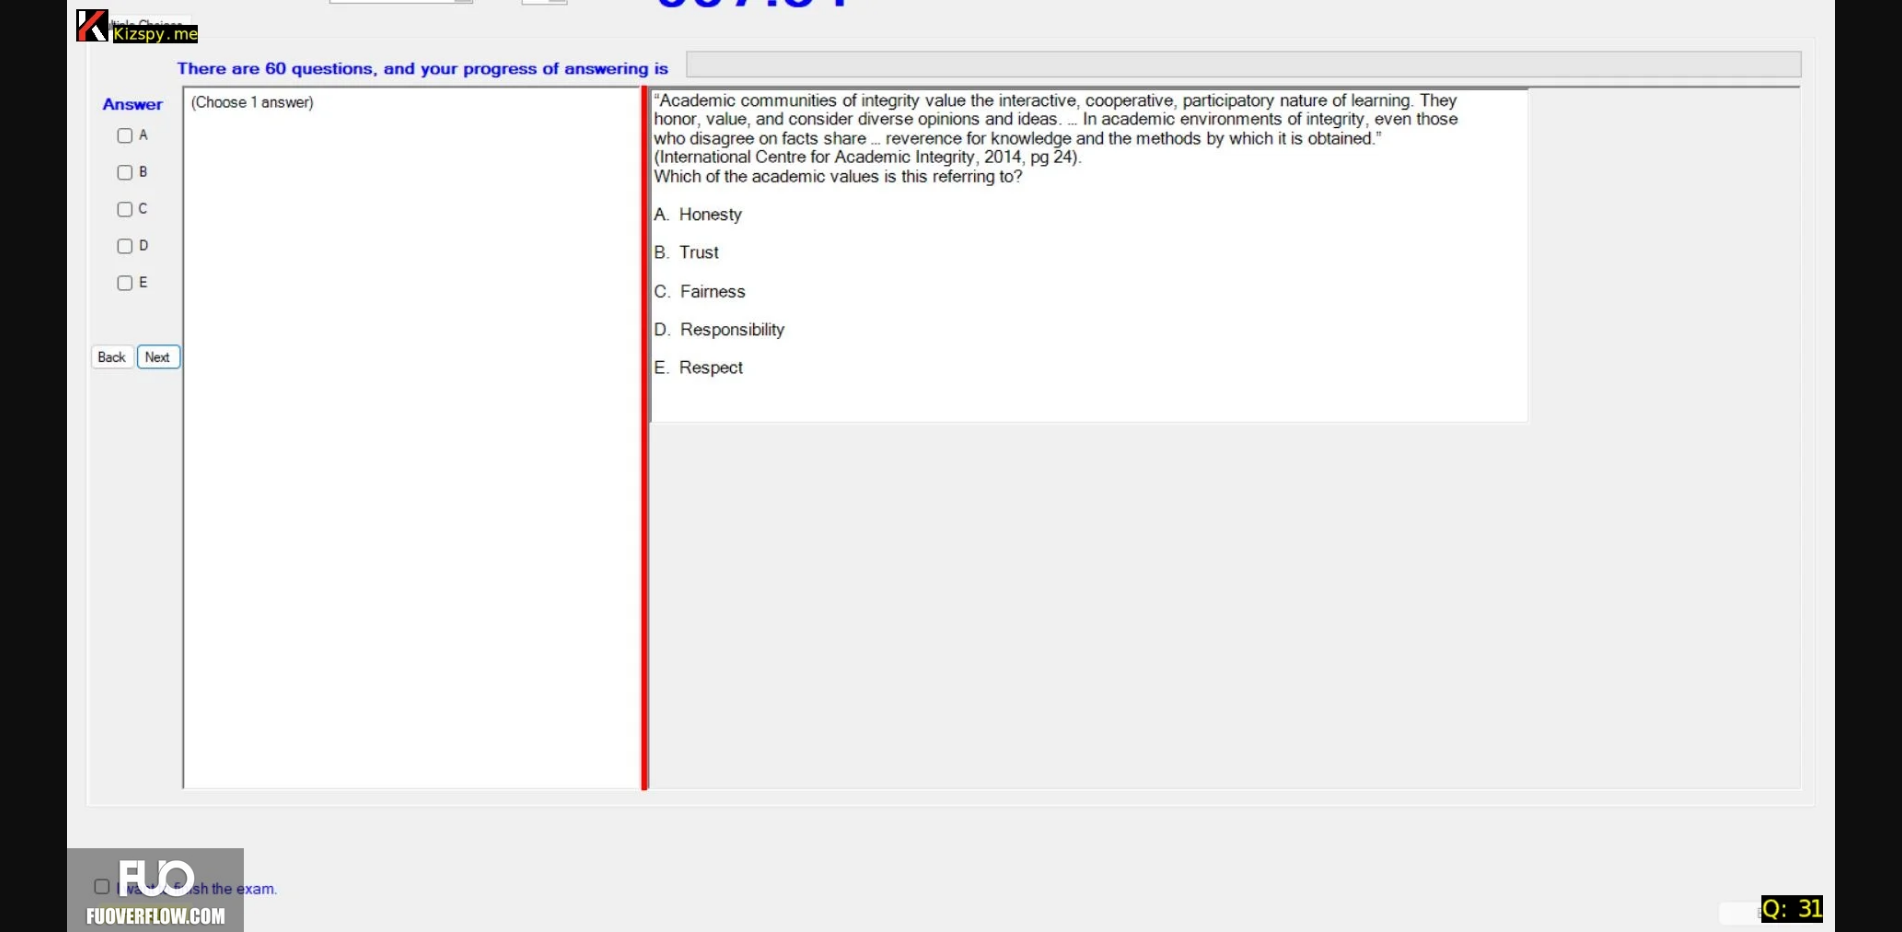 Kizspy.me
There are 60 questions, and your progress of answering is
Answer
(Choose 1 answer)
A
B
C
D
E
Back Next
“Academic communities of integrity value the interactive, cooperative, participatory nature of learning. They
honor, value, and consider diverse opinions and ideas. ... In academic environments of integrity, even those
who disagree on facts share ... reverence for knowledge and the methods by which it is obtained.”
(International Centre for Academic Integrity, 2014, pg 24).
Which of the academic values is this referring to?
A. Honesty
B. Trust
C. Fairness
D. Responsibility
E. Respect
FUO
the exam.
FUOVERFLOW.COM
Q: 31